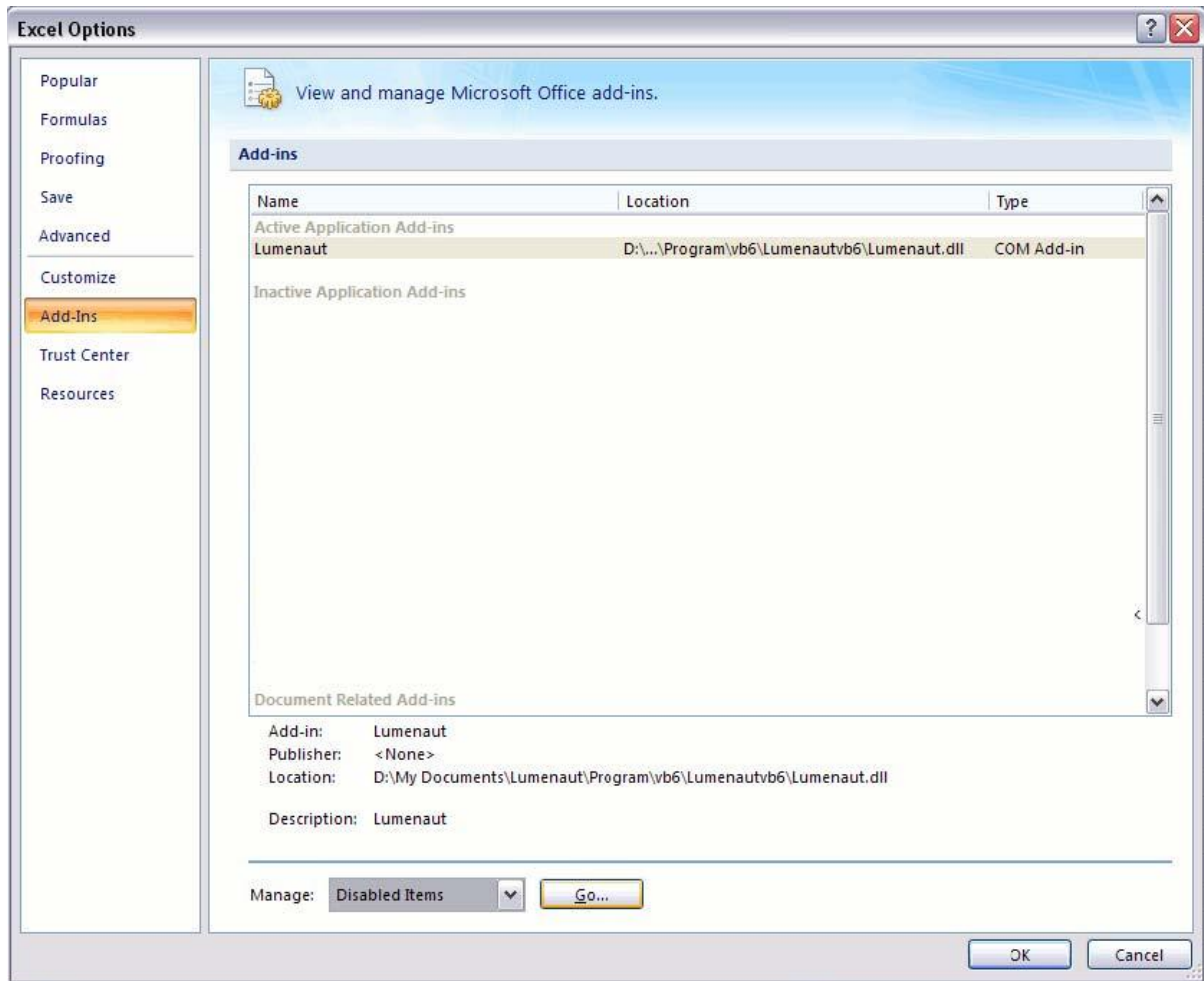 Excel Options
Popular
Formulas
Proofing
Save
Advanced
Customize
Add-Ins
Trust Center
Resources
View and manage Microsoft Office add-ins.
Add-ins
Name Location Type
Active Application Add-ins
Lumenaut D:\...\Program\vb6\Lumenautvb6\Lumenaut.dll COM Add-in
Inactive Application Add-ins
Document Related Add-ins
Add-in: Lumenaut
Publisher: <None>
Location: D:\My Documents\Lumenaut\Program\vb6\Lumenautvb6\Lumenaut.dll
Description: Lumenaut
Manage: Disabled Items Go...
OK Cancel